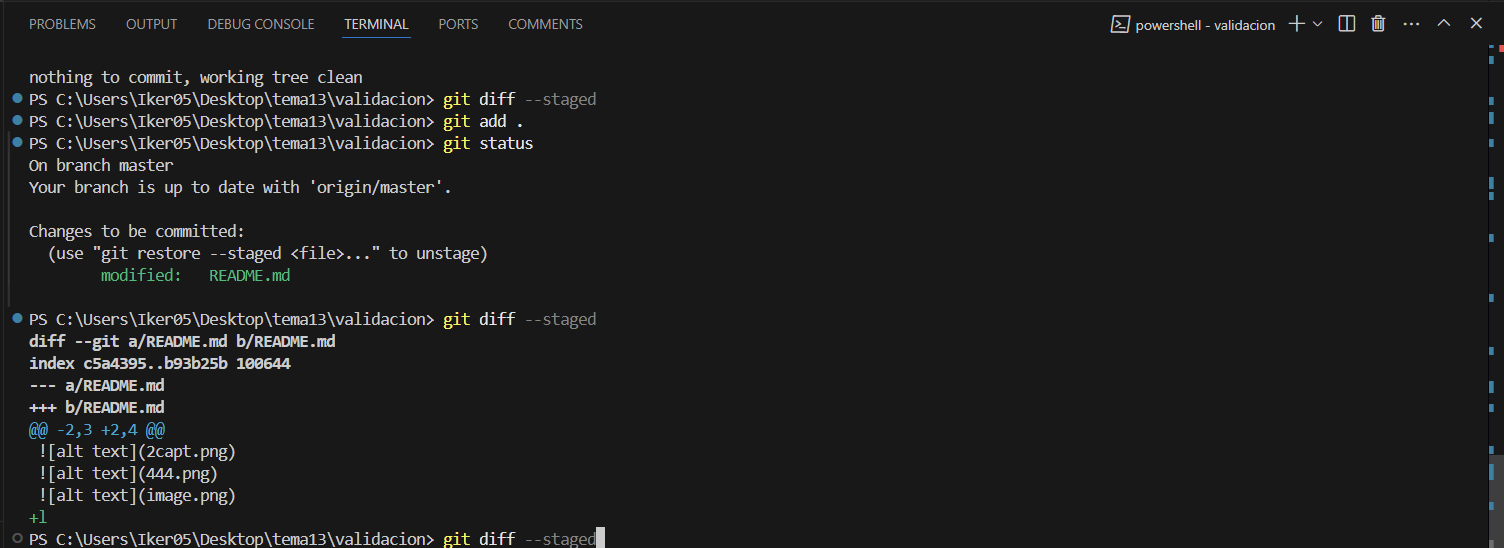 PROBLEMS OUTPUT DEBUG CONSOLE TERMINAL PORTS COMMENTS powershell - validacion
nothing to commit, working tree clean
PS C:\Users\Iker05\Desktop\tema13\validacion> git diff --staged
PS C:\Users\Iker05\Desktop\tema13\validacion> git add .
PS C:\Users\Iker05\Desktop\tema13\validacion> git status
On branch master
Your branch is up to date with 'origin/master'.
Changes to be committed:
  (use "git restore --staged <file>..." to unstage)
        modified:   README.md
PS C:\Users\Iker05\Desktop\tema13\validacion> git diff --staged
diff --git a/README.md b/README.md
index c5a4395..b93b25b 100644
--- a/README.md
+++ b/README.md
@@ -2,3 +2,4 @@
 ![alt text](2capt.png)
 ![alt text](444.png)
 ![alt text](image.png)
+l
PS C:\Users\Iker05\Desktop\tema13\validacion> git diff --staged